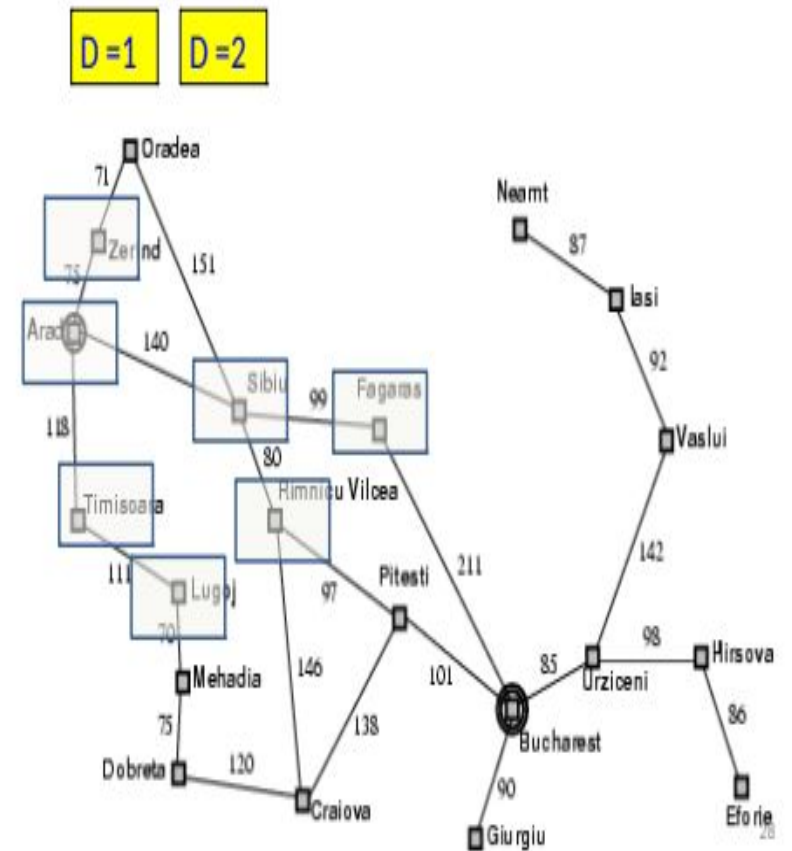 D =1 D =2
Oradea
71
Neamt
Zerind
87
151
75
Iasi
Arad
140
92
Sibiu
Fagaras
99
118
Vaslui
80
Timisoara
Rimnicu Vilcea
142
111
211
Pitesti
Lugoj
97
70
98
Hirsova
85
146
Mehadia
101
Urziceni
86
75
138
Bucharest
120
Dobreta
90
Craiova
Eforie
28
Giurgiu